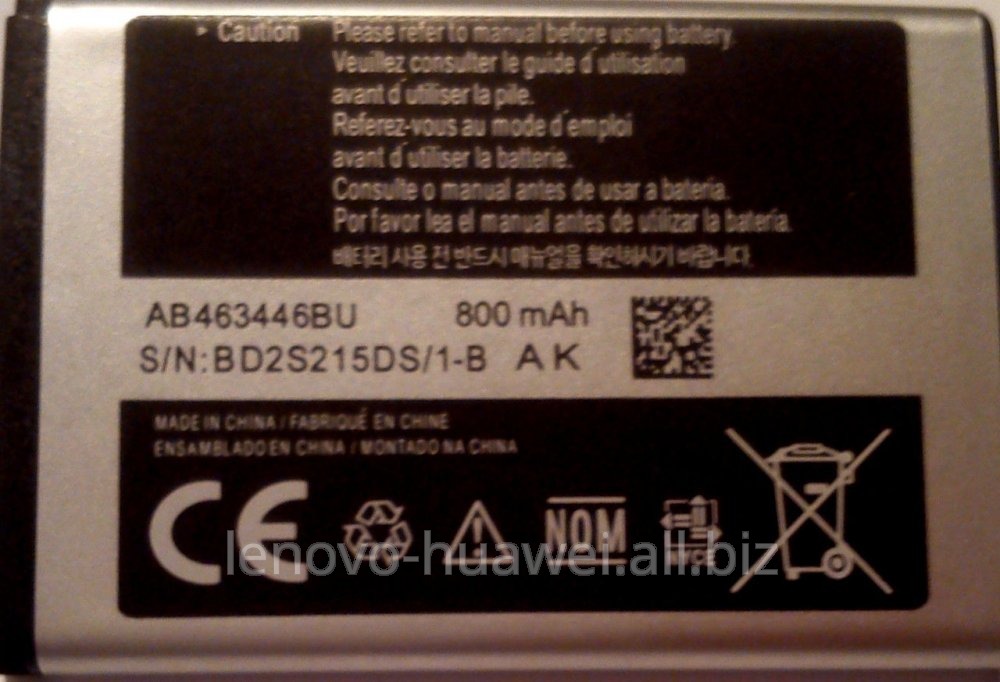 ▸ Caution Please refer to manual before using battery.
Veuillez consulter le guide d'utilisation
avant d'utiliser la pile.
Referez-vous au mode d'emploi
avant d'utiliser la batterie.
Consulte o manual antes de usar a bateria.
Por favor lea el manual antes de utilizar la bateria.
배터리 사용 전 반드시 매뉴얼을 확인하시기 바랍니다.
AB463446BU 800 mAh
S/N:BD2S215DS/1-B A K
MADE IN CHINA / FABRIQUÉ EN CHINE
ENSAMBLADO EN CHINA / MONTADO NA CHINA
CE NOM NYCE
lenovo-huawei.all.biz